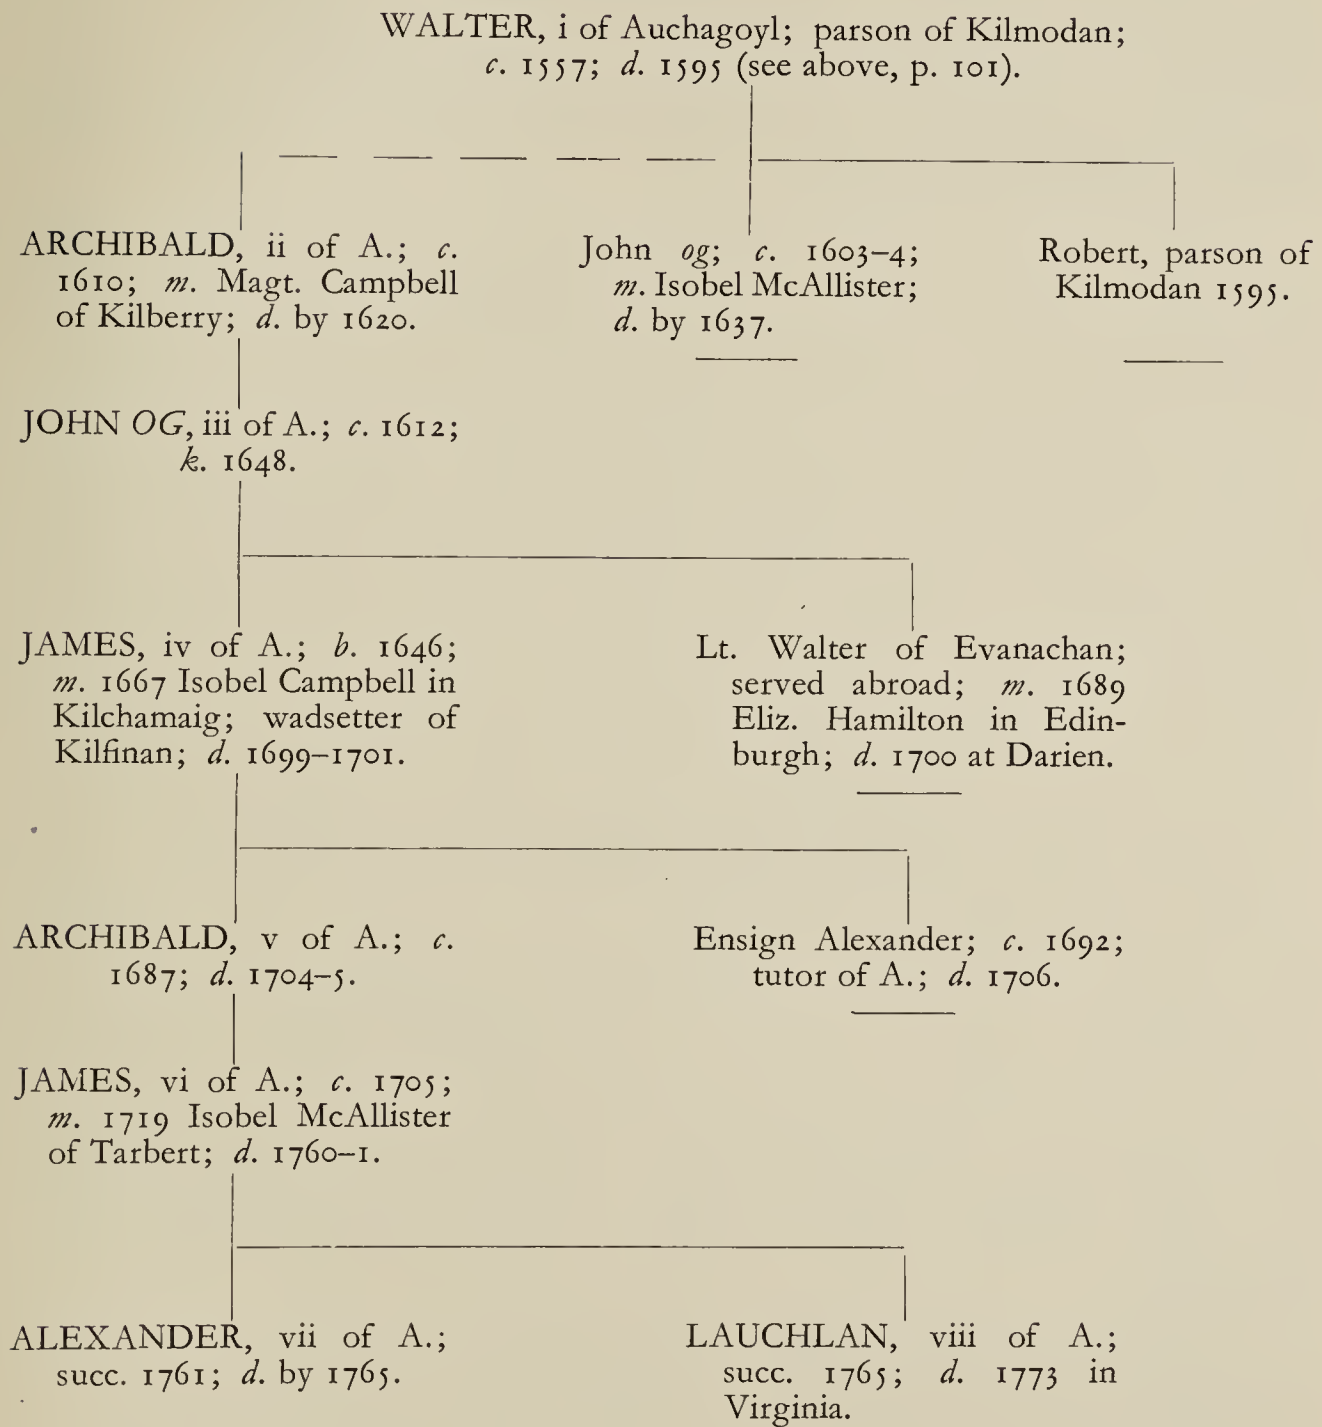 WALTER, i of Auchagoyl; parson of Kilmodan;
c. 1557; d. 1595 (see above, p. 101).
ARCHIBALD, ii of A.; c.
1610; m. Magt. Campbell
of Kilberry; d. by 1620.
John og; c. 1603–4;
m. Isobel McAllister;
d. by 1637.
Robert, parson of
Kilmodan 1595.
JOHN OG, iii of A.; c. 1612;
k. 1648.
JAMES, iv of A.; b. 1646;
m. 1667 Isobel Campbell in
Kilchamaig; wadsetter of
Kilfinan; d. 1699–1701.
Lt. Walter of Evanachan;
served abroad; m. 1689
Eliz. Hamilton in Edin-
burgh; d. 1700 at Darien.
ARCHIBALD, v of A.; c.
1687; d. 1704–5.
Ensign Alexander; c. 1692;
tutor of A.; d. 1706.
JAMES, vi of A.; c. 1705;
m. 1719 Isobel McAllister
of Tarbert; d. 1760–1.
ALEXANDER, vii of A.;
succ. 1761; d. by 1765.
LAUCHLAN, viii of A.;
succ. 1765; d. 1773 in
Virginia.